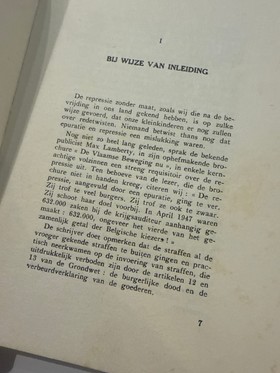 I
BIJ WIJZE VAN INLEIDING
De repressie zonder maat, zoals wij die na de be-
vrijding in ons land gekend hebben, is op zulke
wijze gevoerd, dat onze kleinkinderen er nog zullen
over redetwisten. Niemand betwist thans nog dat
epuratie en repressie een mislukking waren.
Nog niet zo heel lang geleden, sprak de bekende
publicist Max Lamberty, in zijn ophefmakende bro-
chure « De Vlaamse Beweging nu », in enkele kern-
achtige volzinnen een streng requisitoir over de re-
pressie uit. Ten behoeve van de lezer, die de bro-
chure niet in handen kreeg, citeren wij : « De re-
pressie, aangevuld door een epuratie, ging te ver.
Zij trof te veel burgers. Zij trof ze ook te zwaar.
Zij schoot haar doel voorbij. In April 1947 waren
632.000 zaken bij de krijgsauditeur aanhangig ge-
maakt : 632.000, ongeveer het vierde van het ge-
zamenlijk getal der Belgische kiezers ! »
De schrijver doet opmerken dat de straffen al de
vroeger gekende straffen te buiten gingen en prac-
tisch neerkwamen op de invoering van straffen, die
uitdrukkelijk verboden zijn door de artikelen 12 en
13 van de Grondwet : de burgerlijke dood en de
verbeurdverklaring van de goederen.
7